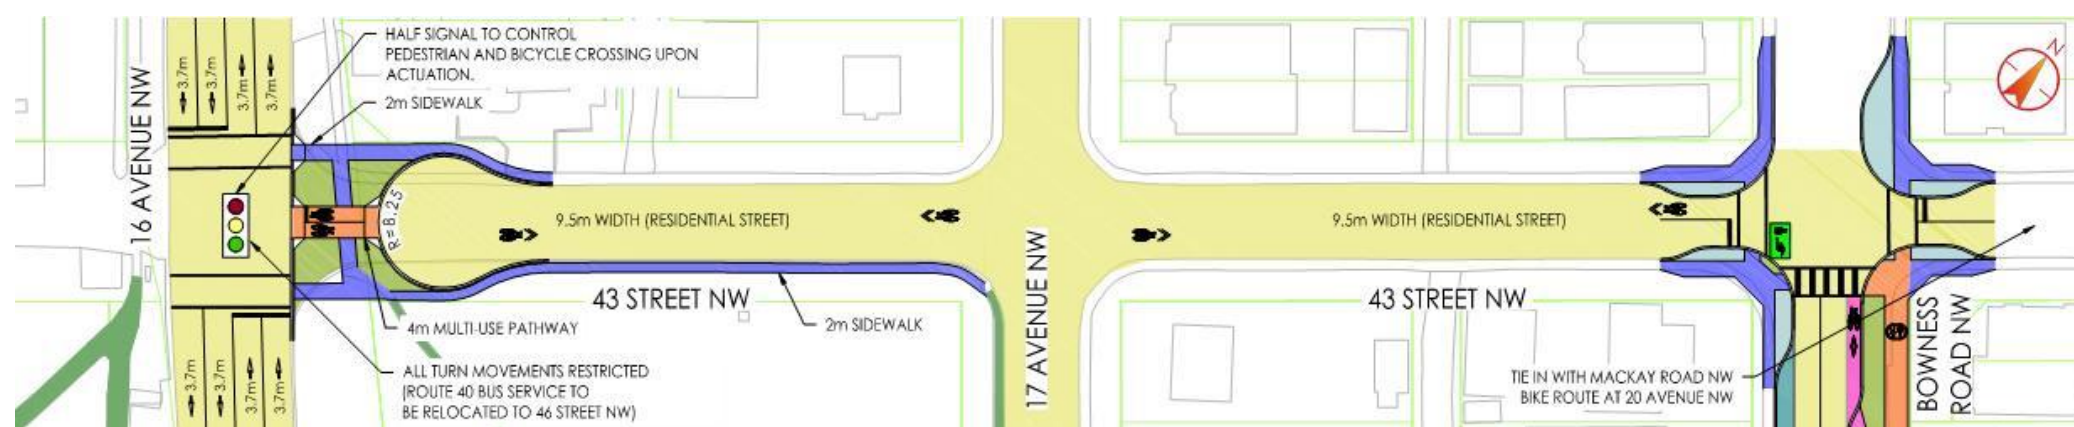 HALF SIGNAL TO CONTROL
PEDESTRIAN AND BICYCLE CROSSING UPON
ACTUATION.
2m SIDEWALK
16 AVENUE NW
3.7m
3.7m
3.7m
3.7m
R=8.25
9.5m WIDTH (RESIDENTIAL STREET)
9.5m WIDTH (RESIDENTIAL STREET)
N
43 STREET NW
43 STREET NW
17 AVENUE NW
4m MULTI-USE PATHWAY
2m SIDEWALK
ALL TURN MOVEMENTS RESTRICTED
(ROUTE 40 BUS SERVICE TO
BE RELOCATED TO 46 STREET NW)
3.7m
3.7m
3.7m
3.7m
TIE IN WITH MACKAY ROAD NW
BIKE ROUTE AT 20 AVENUE NW
BOWNESS
ROAD NW